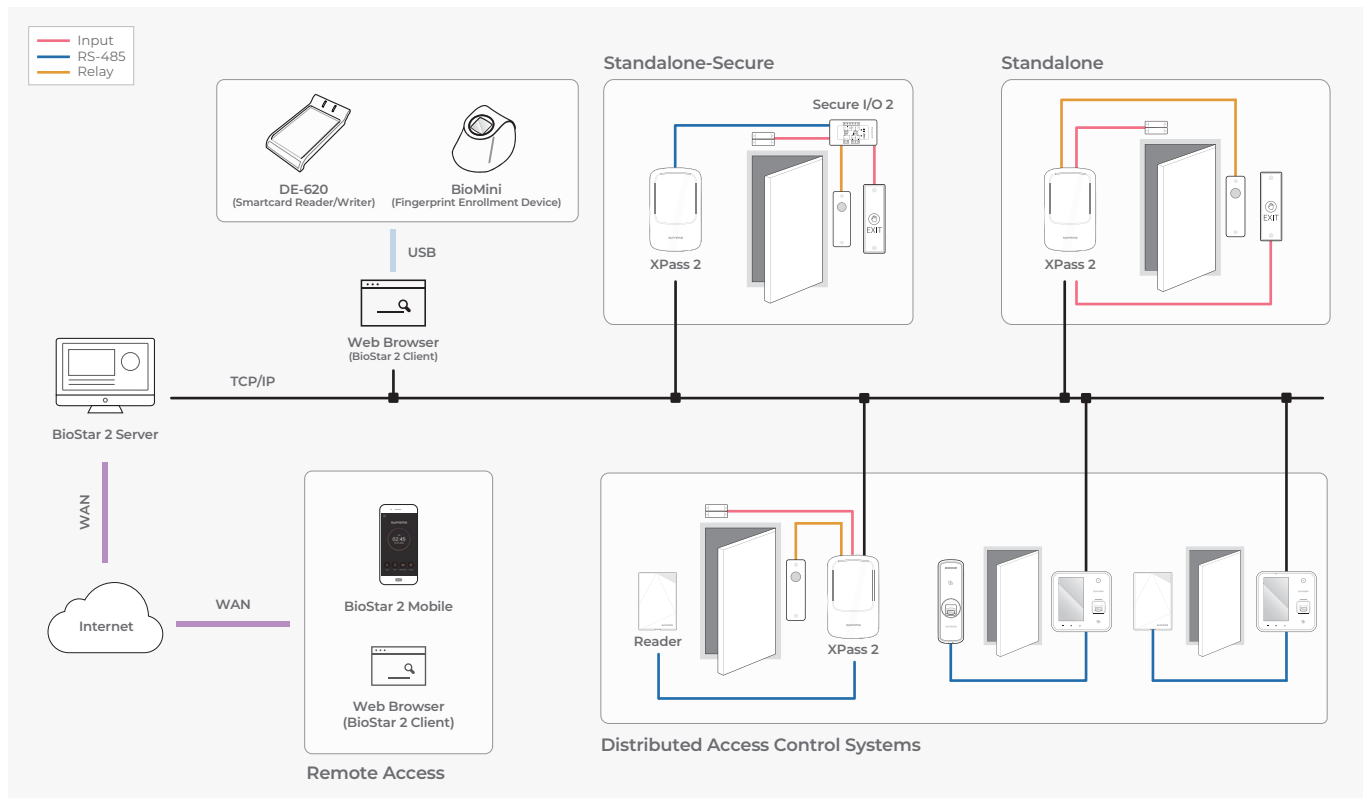 Input
RS-485
Relay
Standalone-Secure
Standalone
Secure I/O 2
DE-620
(Smartcard Reader/Writer)
BioMini
(Fingerprint Enrollment Device)
EXIT
XPass 2
EXIT
XPass 2
USB
Web Browser
(BioStar 2 Client)
TCP/IP
BioStar 2 Server
WAN
Internet
WAN
02:45
BioStar 2 Mobile
Web Browser
(BioStar 2 Client)
Remote Access
Reader
XPass 2
Distributed Access Control Systems